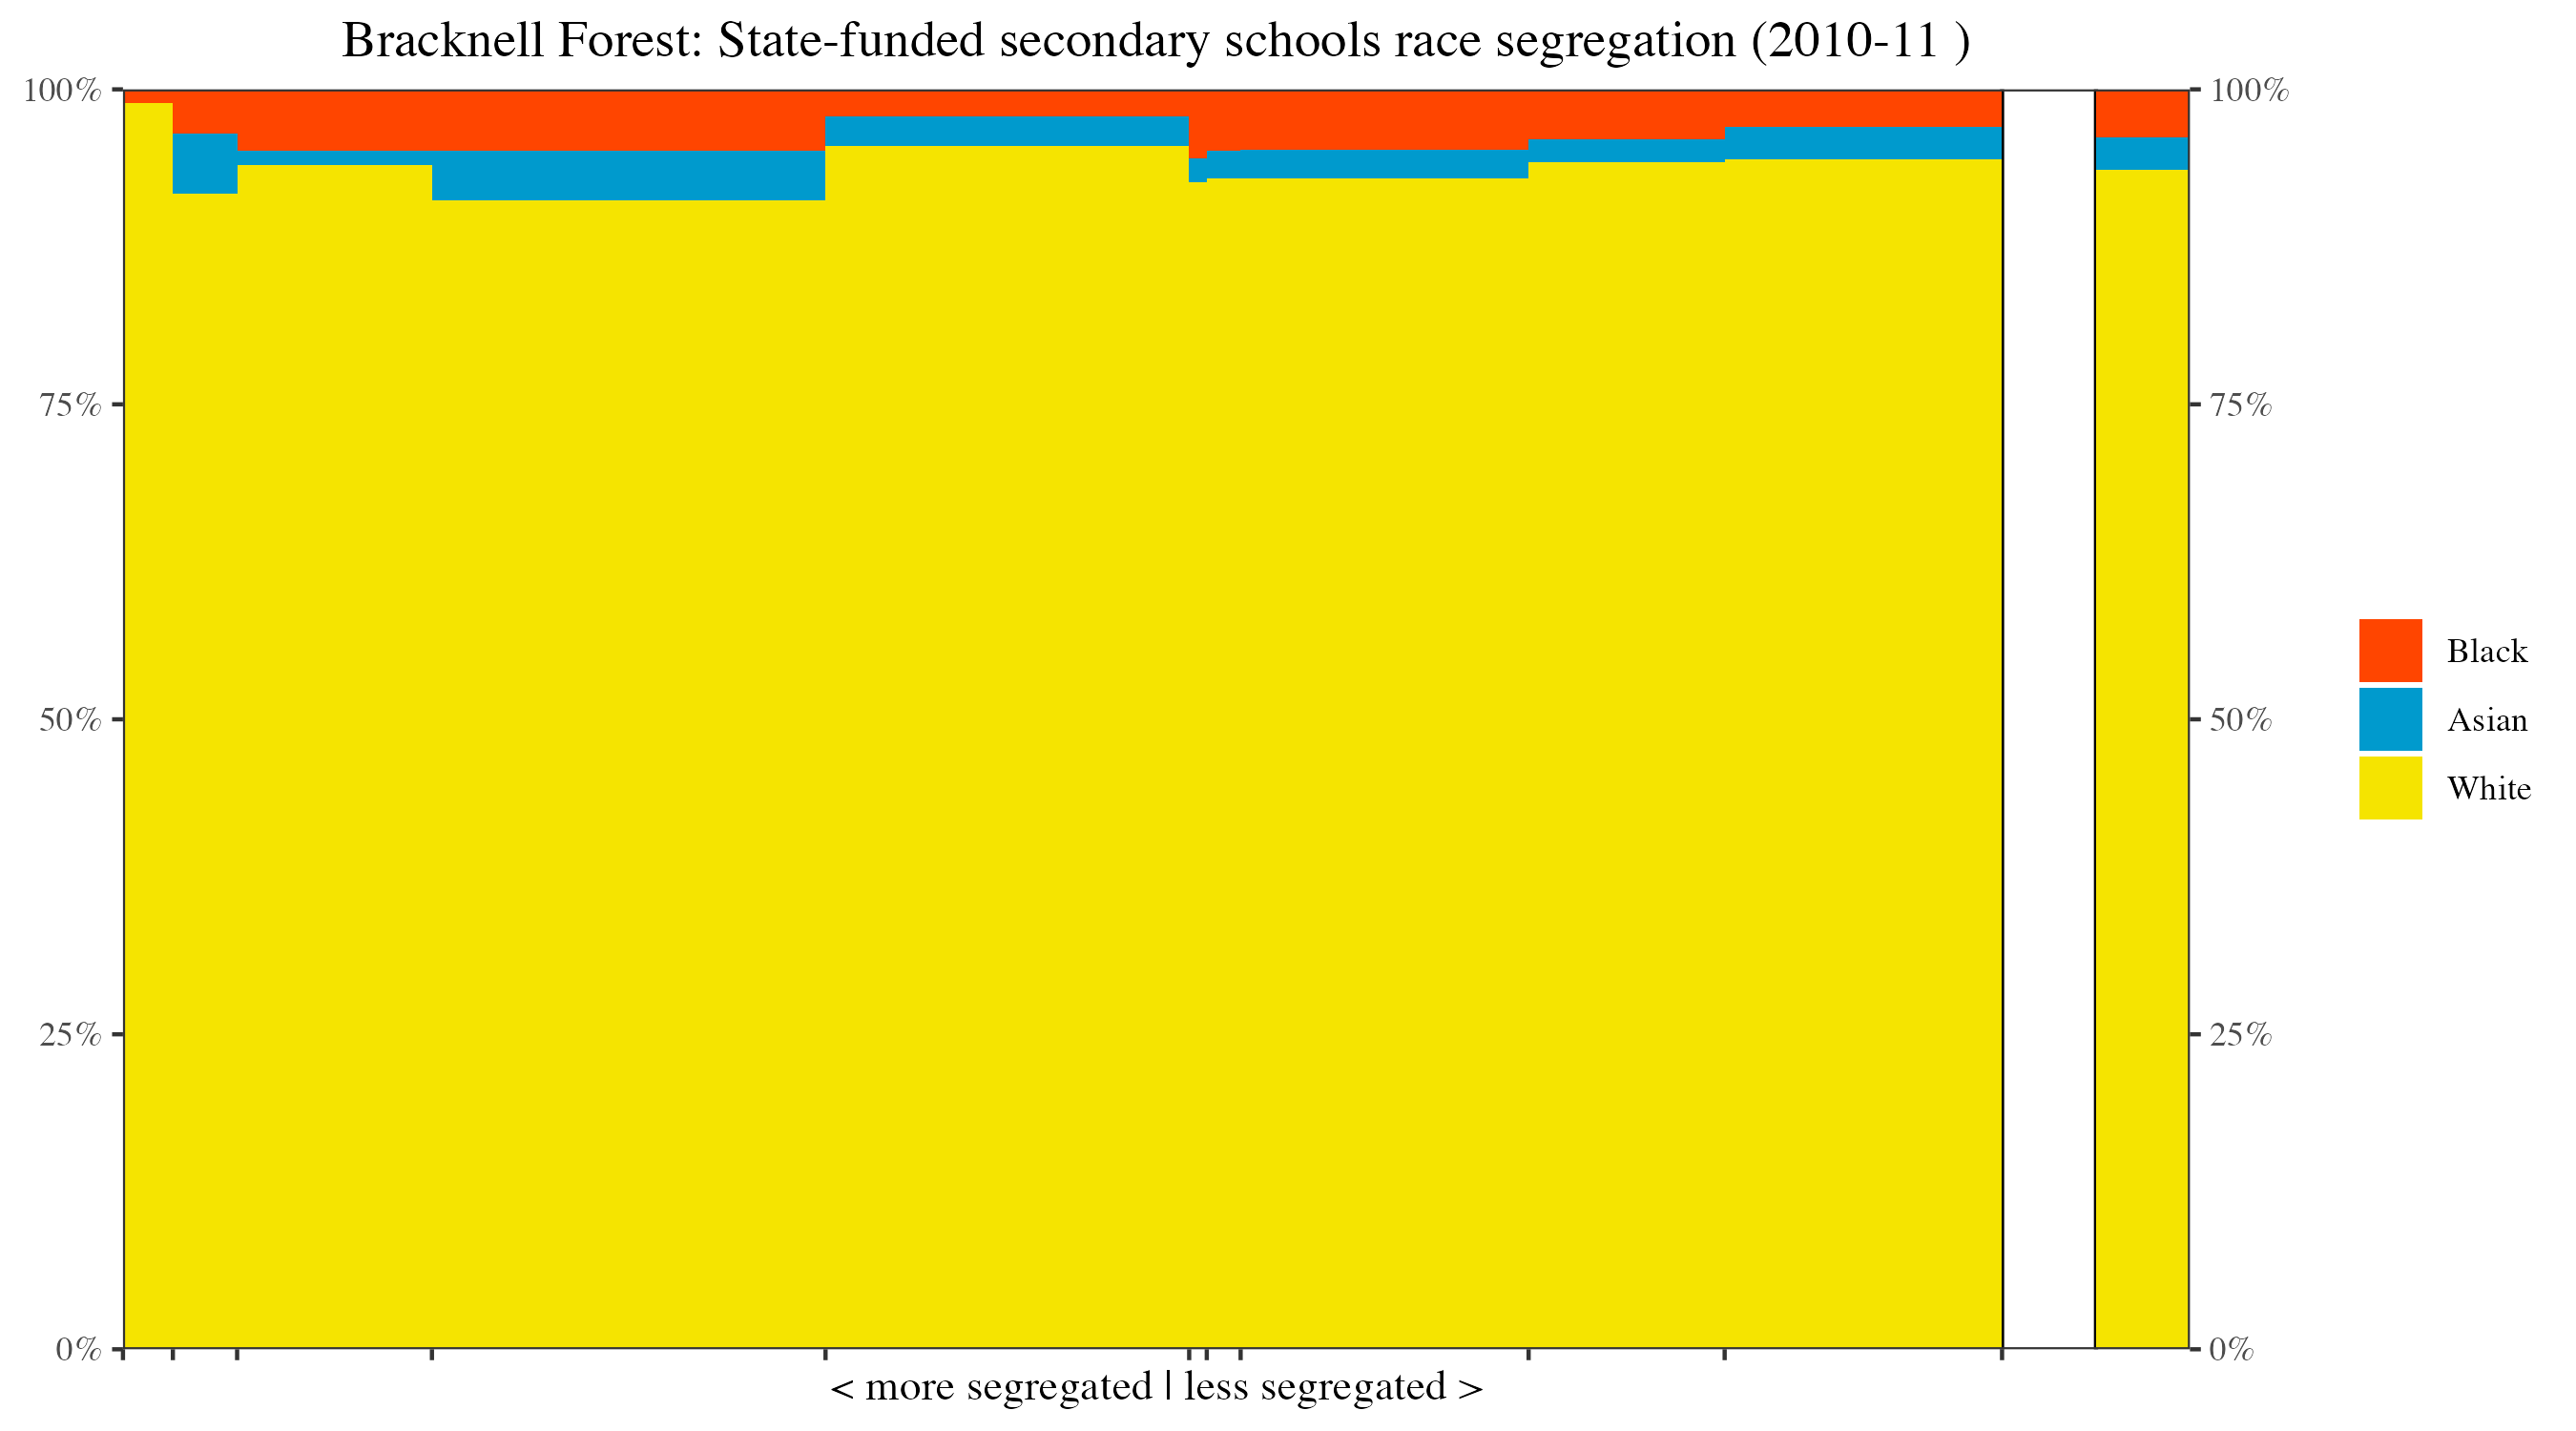 Bracknell Forest: State-funded secondary schools race segregation (2010-11 )
100%
75%
50%
25%
0%
100%
75%
50%
25%
0%
Black
Asian
White
< more segregated | less segregated >